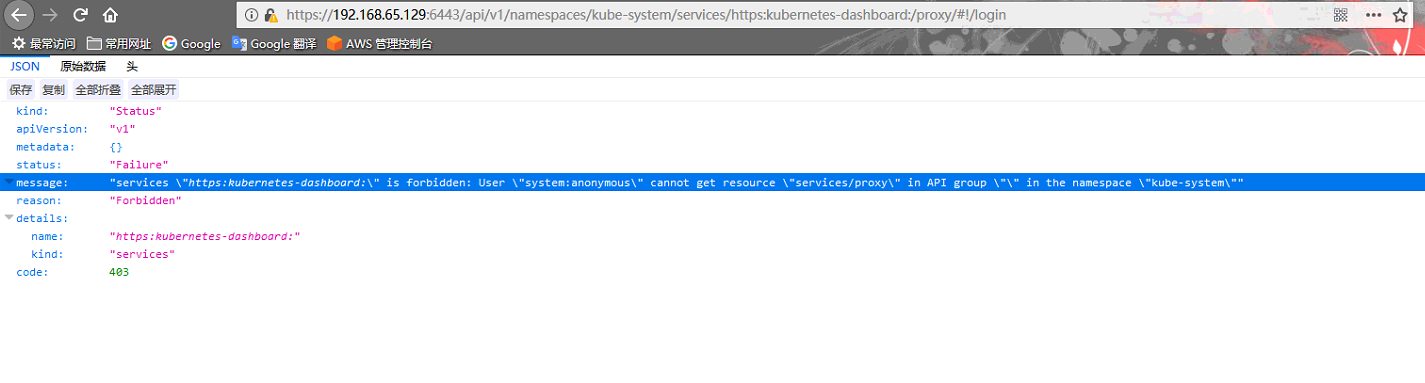 https://192.168.65.129:6443/api/v1/namespaces/kube-system/services/https:kubernetes-dashboard:/proxy/#!/login
最常访问 常用网址 Google Google 翻译 AWS 管理控制台
JSON 原始数据 头
保存 复制 全部折叠 全部展开
kind: "Status"
apiVersion: "v1"
metadata: {}
status: "Failure"
message: "services \"https:kubernetes-dashboard:\" is forbidden: User \"system:anonymous\" cannot get resource \"services/proxy\" in API group \"\" in the namespace \"kube-system\""
reason: "Forbidden"
details:
name: "https:kubernetes-dashboard:"
kind: "services"
code: 403